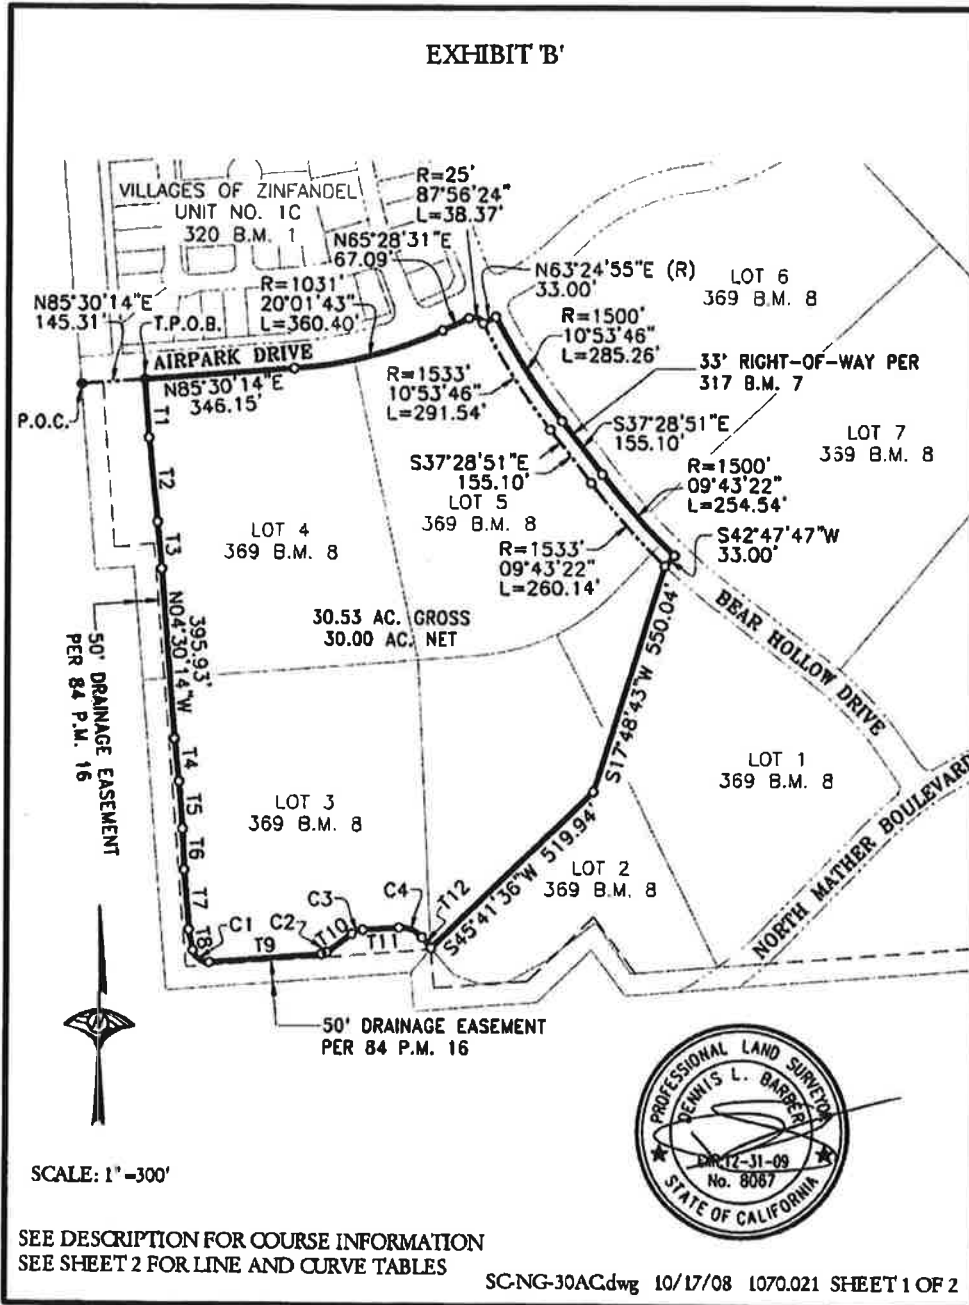 EXHIBIT 'B'
VILLAGES OF ZINFANDEL
UNIT NO. 1C
320 B.M. 1
R=25'
87°56'24"
L=38.37'
N65°28'31"E
67.09'
N63°24'55"E (R)
33.00'
LOT 6
369 B.M. 8
R=1031'
20°01'43"
L=360.40'
N85°30'14"E
145.31'
T.P.O.B.
R=1500'
10°53'46"
L=285.26'
AIRPARK DRIVE
N85°30'14"E
346.15'
P.O.C.
R=1533'
10°53'46"
L=291.54'
33' RIGHT-OF-WAY PER
317 B.M. 7
S37°28'51"E
155.10'
LOT 7
369 B.M. 8
S37°28'51"E
155.10'
R=1500'
09°43'22"
L=254.54'
T1
T2
T3
LOT 4
369 B.M. 8
LOT 5
369 B.M. 8
R=1533'
09°43'22"
L=260.14'
S42°47'47"W
33.00'
30.53 AC. GROSS
30.00 AC. NET
N04°30'14"W
395.93'
50' DRAINAGE EASEMENT
PER 84 P.M. 16
BEAR HOLLOW DRIVE
S17°48'43"W 550.04'
T4
T5
T6
T7
T8
LOT 3
369 B.M. 8
LOT 1
369 B.M. 8
LOT 2
369 B.M. 8
NORTH MATHER BOULEVARD
S45°41'36"W 519.94'
C1
T9
C2
T10
C3
T11
C4
T12
50' DRAINAGE EASEMENT
PER 84 P.M. 16
PROFESSIONAL LAND SURVEYOR
DENNIS L. BARBER
EXP.12-31-09
No. 8067
STATE OF CALIFORNIA
SCALE: 1"=300'
SEE DESCRIPTION FOR COURSE INFORMATION
SEE SHEET 2 FOR LINE AND CURVE TABLES
SC-NG-30AC.dwg 10/17/08 1070.021 SHEET 1 OF 2